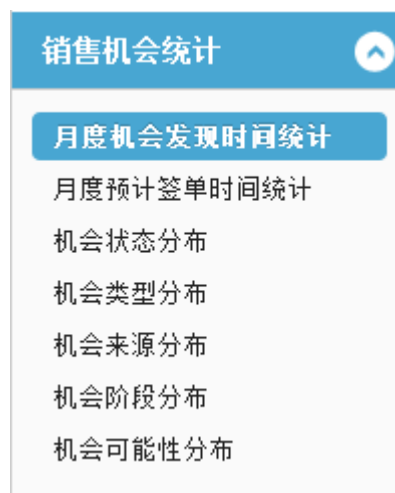 销售机会统计
月度机会发现时间统计
月度预计签单时间统计
机会状态分布
机会类型分布
机会来源分布
机会阶段分布
机会可能性分布